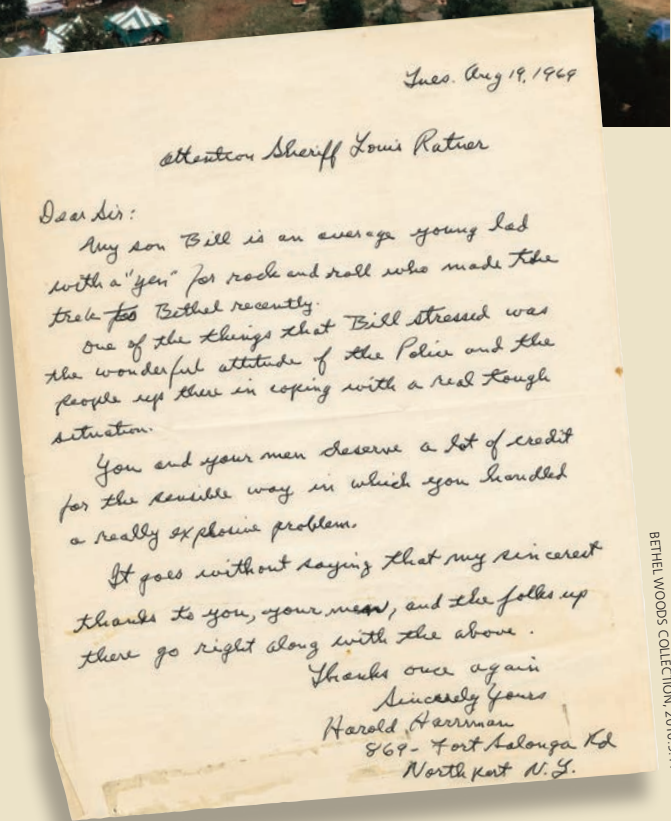 Tues. Aug 19, 1969
Attention Sheriff Louis Ratner
Dear Sir:
My son Bill is an average young lad
with a "yen" for rock and roll who made the
trek to Bethel recently.
One of the things that Bill stressed was
the wonderful attitude of the Police and the
people up there in coping with a real tough
situation.
You and your men deserve a lot of credit
for the sensible way in which you handled
a really explosive problem.
It goes without saying that my sincerest
thanks to you, your men, and the folks up
there go right along with the above.
Thanks once again
Sincerely Yours
Harold
869- Fort Salonga Rd
Northport N.Y.
BETHEL WOODS COLLECTION,